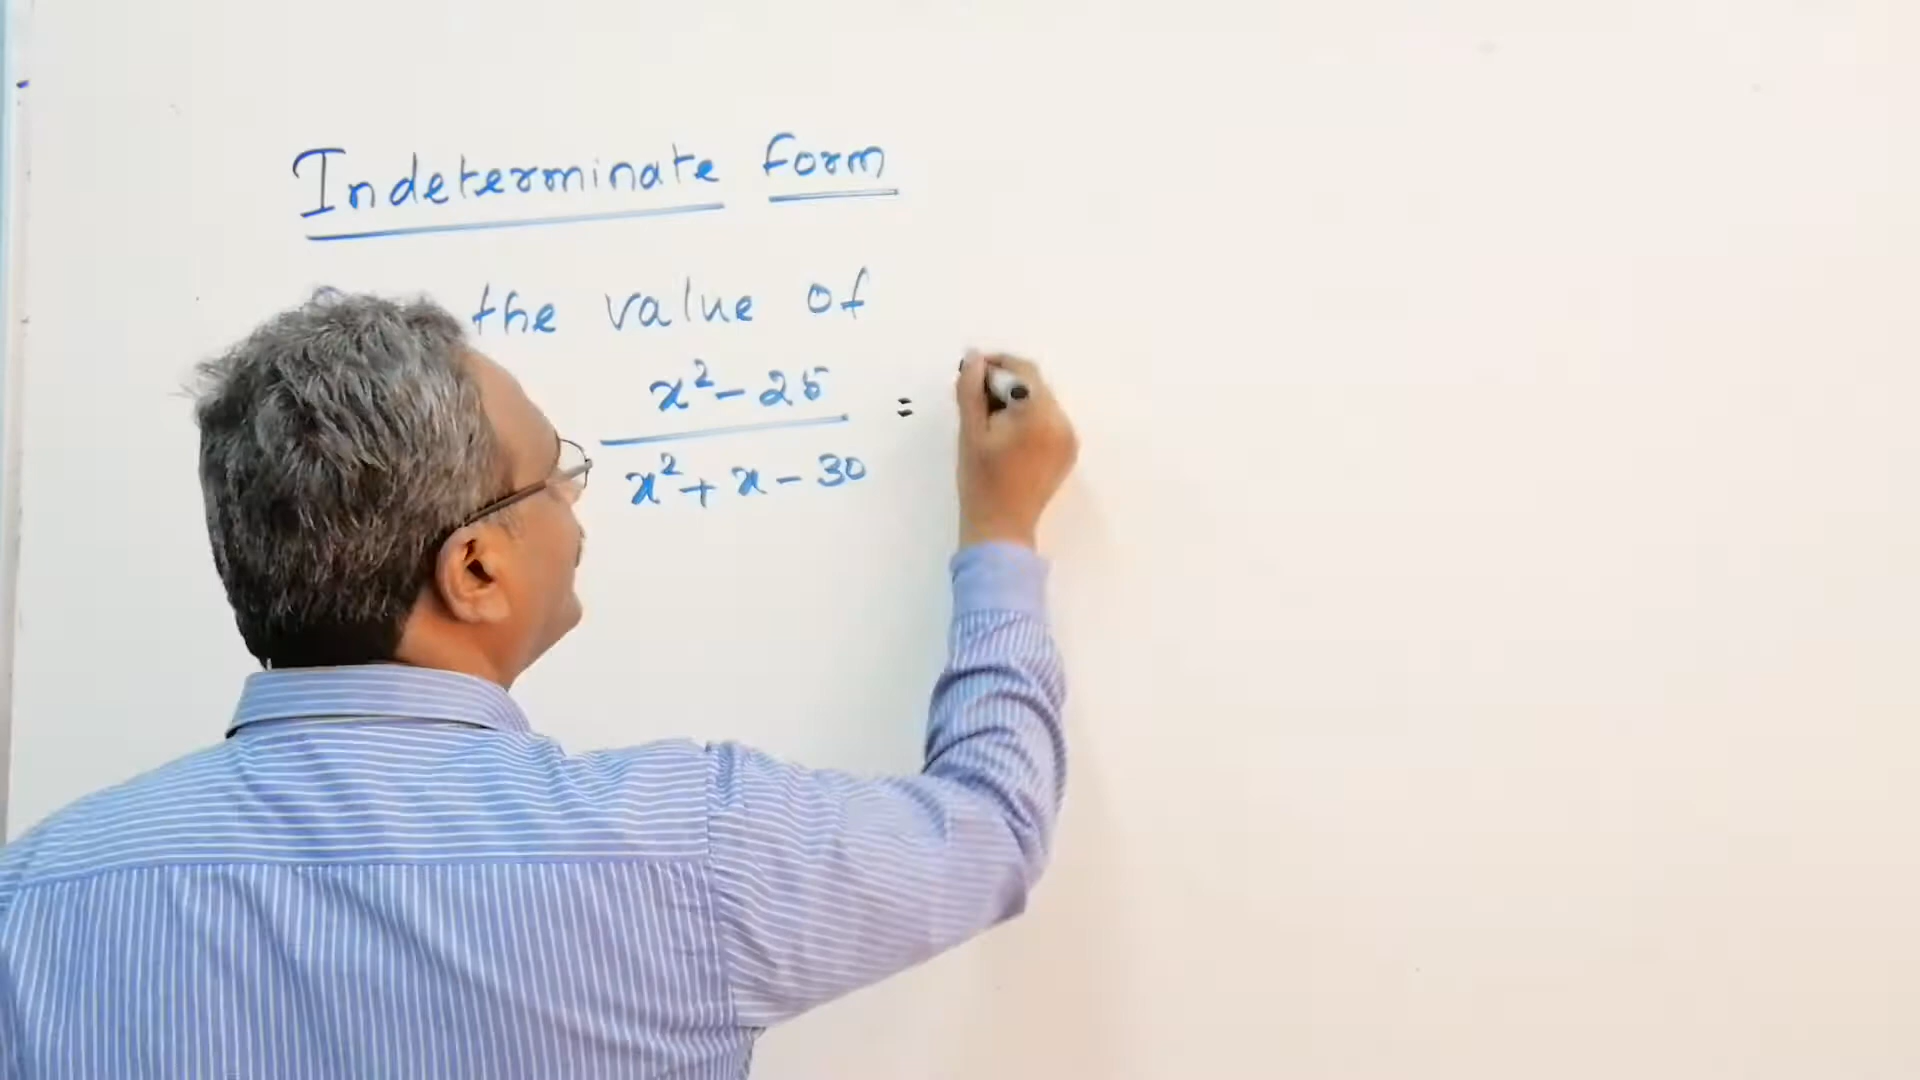 Indeterminate form
the value of
x² - 25
x² + x - 30
=